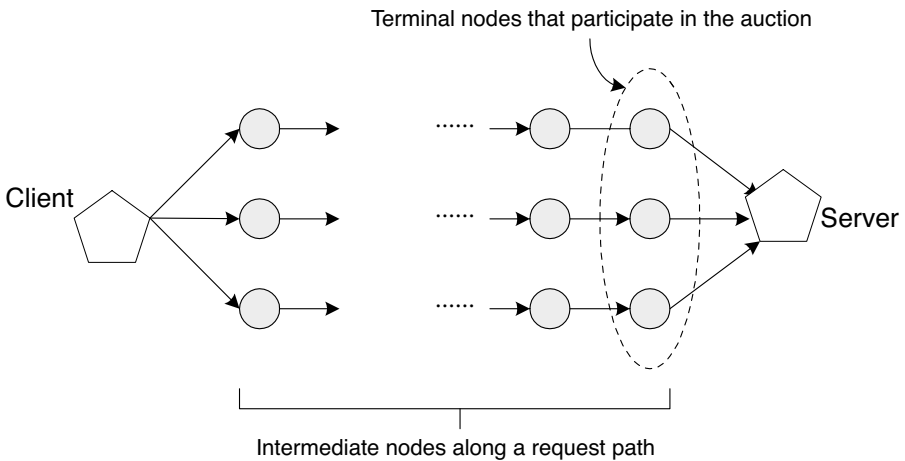 Terminal nodes that participate in the auction
Client
......
......
......
Server
Intermediate nodes along a request path